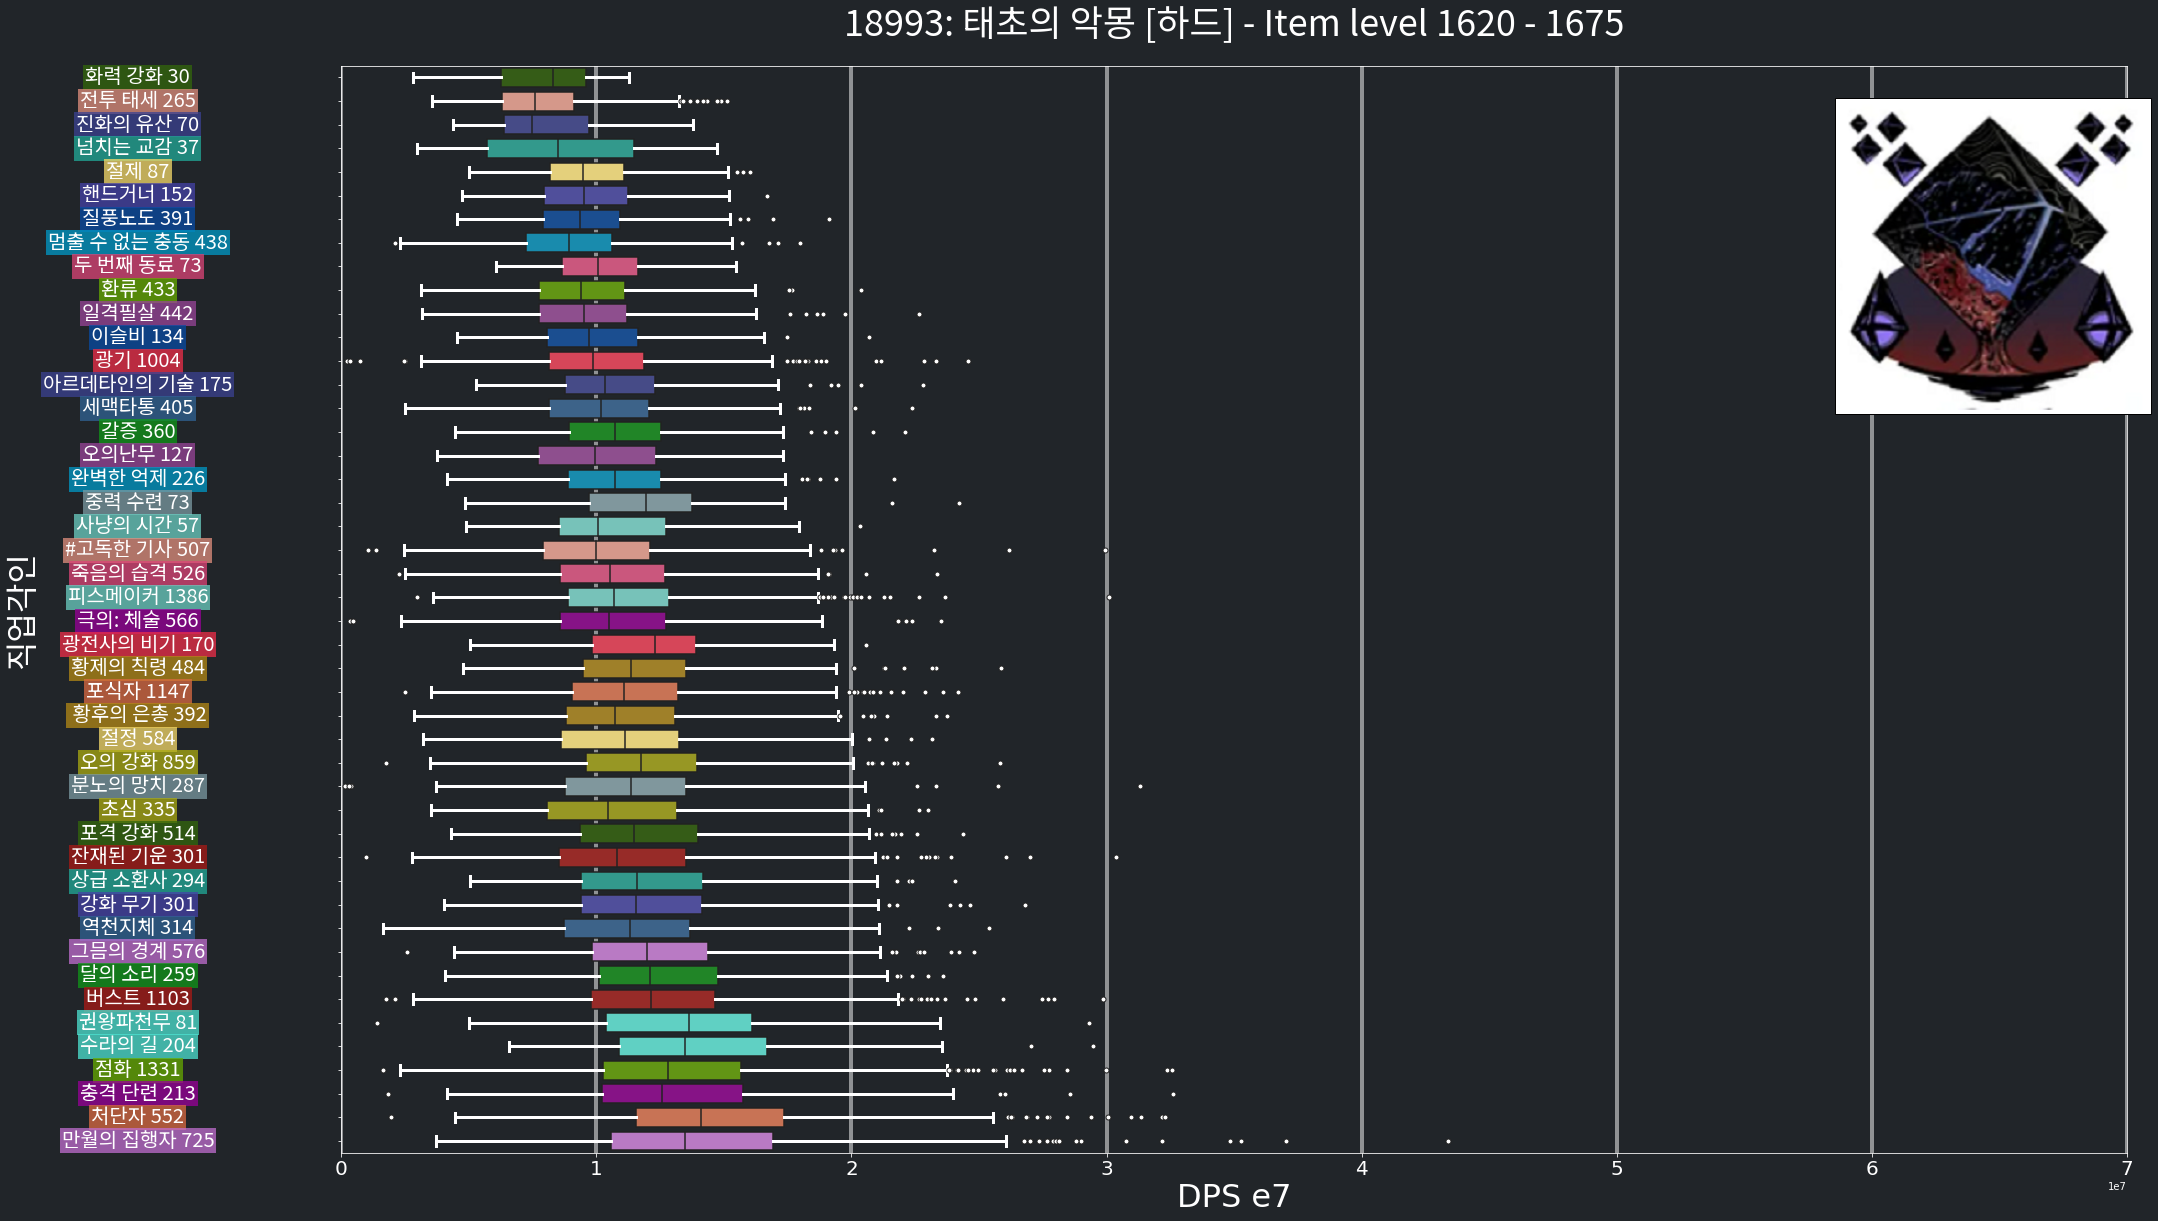 18993: 태초의 악몽 [하드] - Item level 1620 - 1675
직업각인
화력 강화 30
전투 태세 265
진화의 유산 70
넘치는 교감 37
절제 87
핸드거너 152
질풍노도 391
멈출 수 없는 충동 438
두 번째 동료 73
환류 433
일격필살 442
이슬비 134
광기 1004
아르데타인의 기술 175
세맥타통 405
갈증 360
오의난무 127
완벽한 억제 226
중력 수련 73
사냥의 시간 57
#고독한 기사 507
죽음의 습격 526
피스메이커 1386
극의: 체술 566
광전사의 비기 170
황제의 칙령 484
포식자 1147
황후의 은총 392
절정 584
오의 강화 859
분노의 망치 287
초심 335
포격 강화 514
잔재된 기운 301
상급 소환사 294
강화 무기 301
역천지체 314
그믐의 경계 576
달의 소리 259
버스트 1103
권왕파천무 81
수라의 길 204
점화 1331
충격 단련 213
처단자 552
만월의 집행자 725
0 1 2 3 4 5 6 7
1e7
DPS e7